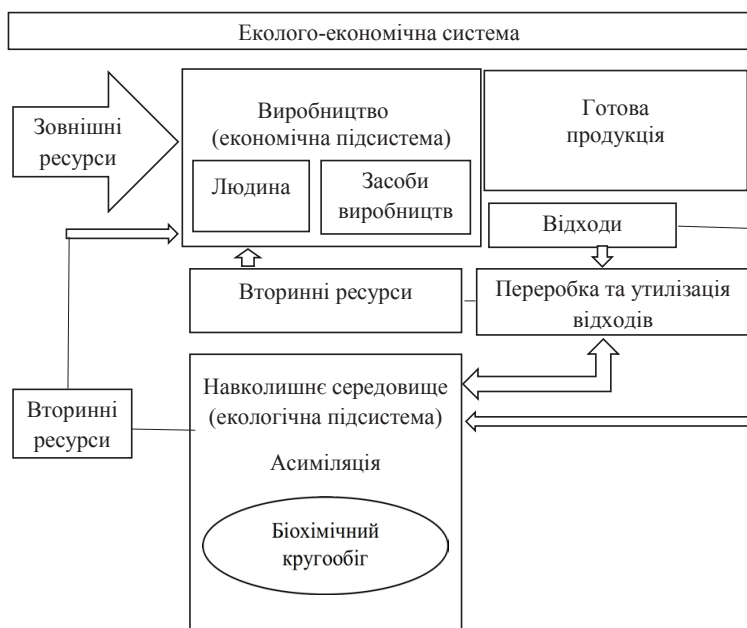 Еколого-економічна система
Зовнішні
ресурси
Виробництво
(економічна підсистема)
Людина
Засоби
виробництв
Готова
продукція
Відходи
Вторинні ресурси
Переробка та утилізація
відходів
Вторинні
ресурси
Навколишнє середовище
(екологічна підсистема)
Асиміляція
Біохімічний
кругообіг